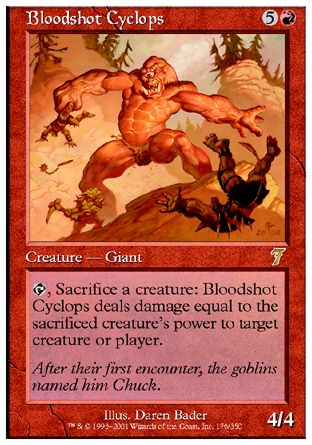 Bloodshot Cyclops 5
Creature — Giant
, Sacrifice a creature: Bloodshot
Cyclops deals damage equal to the
sacrificed creature's power to target
creature or player.
After their first encounter, the goblins
named him Chuck.
4/4
Illus. Daren Bader
™ & © 1993–2001 Wizards of the Coast, Inc. 176/350